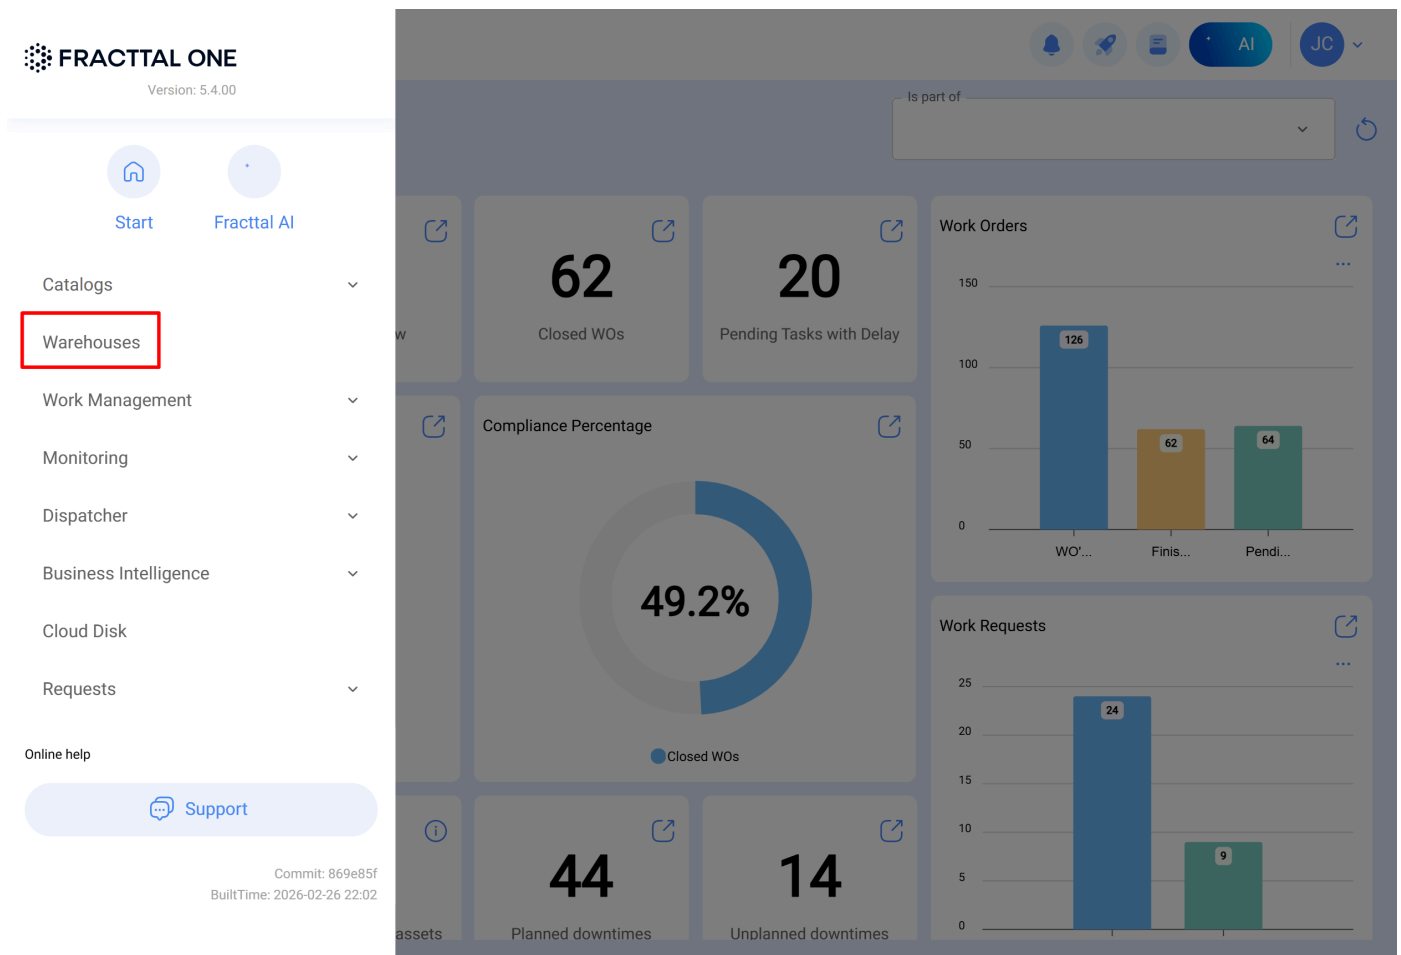 FRACTTAL ONE
Version: 5.4.00
Start
Fracttal AI
Catalogs
Warehouses
Work Management
Monitoring
Dispatcher
Business Intelligence
Cloud Disk
Requests
Online help
Support
Commit: 869e85f
BuiltTime: 2026-02-26 22:02
AI
JC
Is part of
w
62
Closed WOs
20
Pending Tasks with Delay
Work Orders
...
150
100
50
0
126
62
64
WO'...
Finis...
Pendi...
Compliance Percentage
49.2%
Closed WOs
Work Requests
...
25
20
15
10
5
0
24
9
assets
44
Planned downtimes
14
Unplanned downtimes